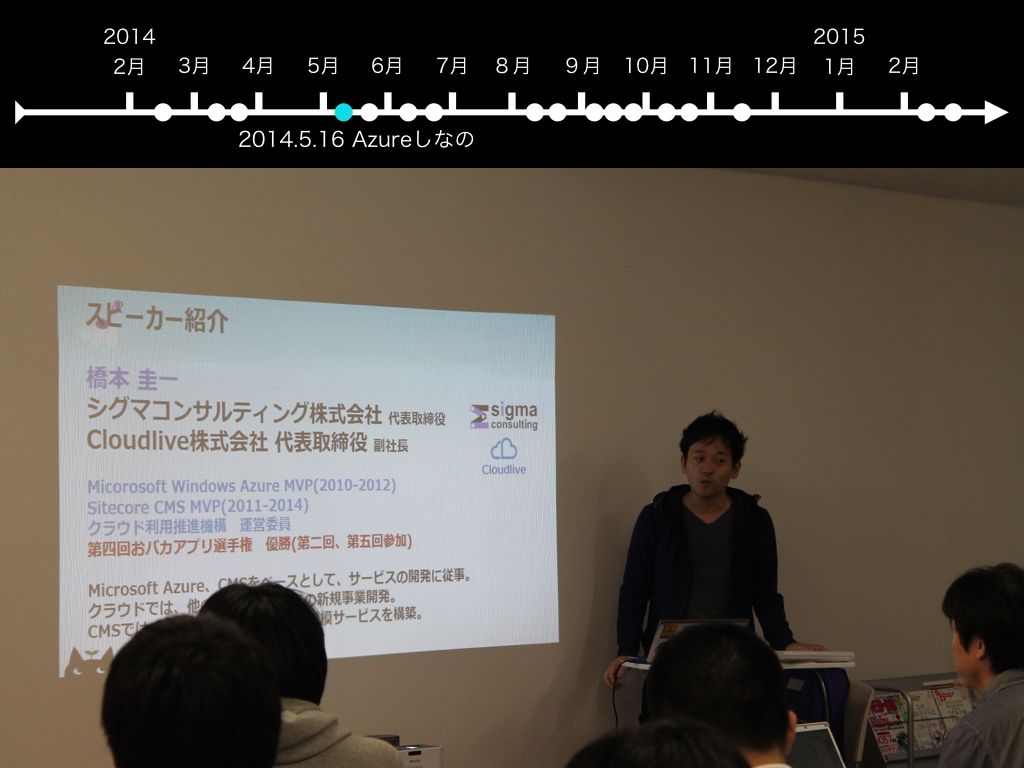 2014
2015
2月 3月 4月 5月 6月 7月 8月 9月 10月 11月 12月 1月 2月
2014.5.16 Azureしなの
スピーカー紹介
橋本 圭一
シグマコンサルティング株式会社 代表取締役
Cloudlive株式会社 代表取締役 副社長
sigma
consulting
Cloudlive
Micorosoft Windows Azure MVP(2010-2012)
Sitecore CMS MVP(2011-2014)
クラウド利用推進機構 運営委員
第四回おバカアプリ選手権 優勝(第二回、第五回参加)
Microsoft Azure、CMSをベースとして、サービスの開発に従事。
クラウドでは、他 の新規事業開発。
CMSでは 模サービスを構築。